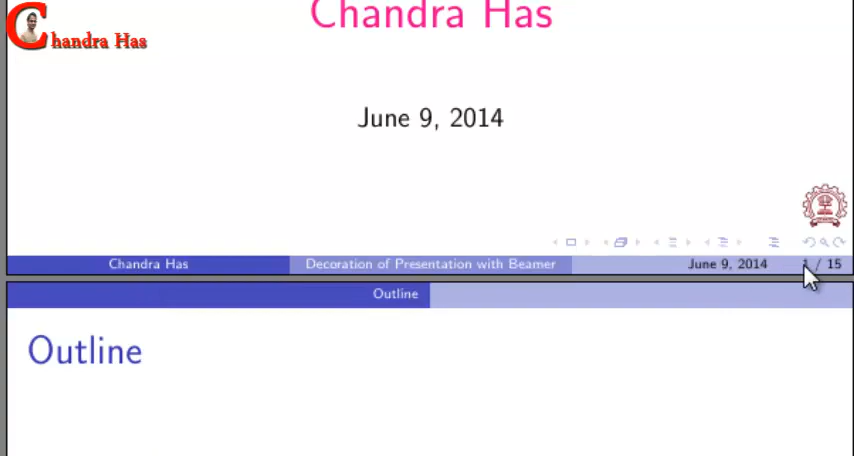 Chandra Has
Chandra Has
June 9, 2014
Chandra Has Decoration of Presentation with Beamer June 9, 2014 1 / 15
Outline
Outline